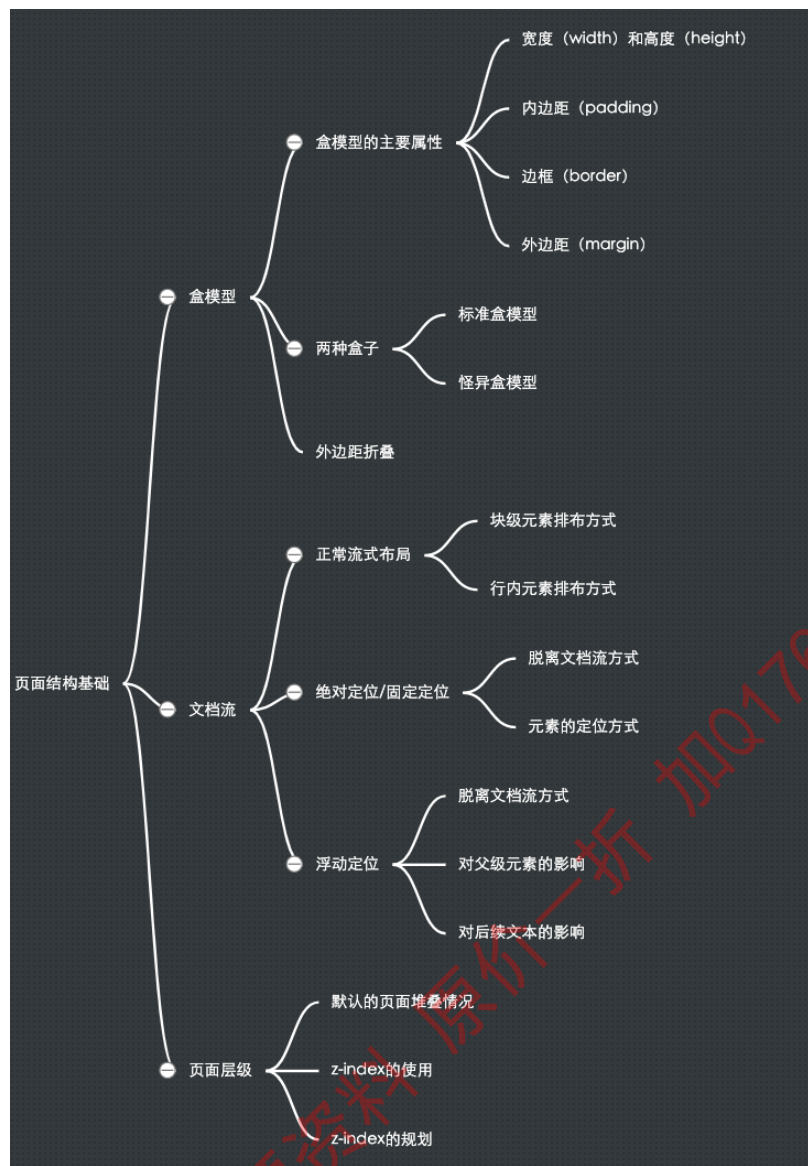 宽度（width）和高度（height）
内边距（padding）
盒模型的主要属性
边框（border）
外边距（margin）
盒模型
标准盒模型
两种盒子
怪异盒模型
外边距折叠
块级元素排布方式
正常流式布局
行内元素排布方式
脱离文档流方式
页面结构基础
绝对定位/固定定位
文档流
元素的定位方式
脱离文档流方式
浮动定位
对父级元素的影响
对后续文本的影响
默认的页面堆叠情况
页面层级
z-index的使用
z-index的规划
资料 原价一折 加Q176